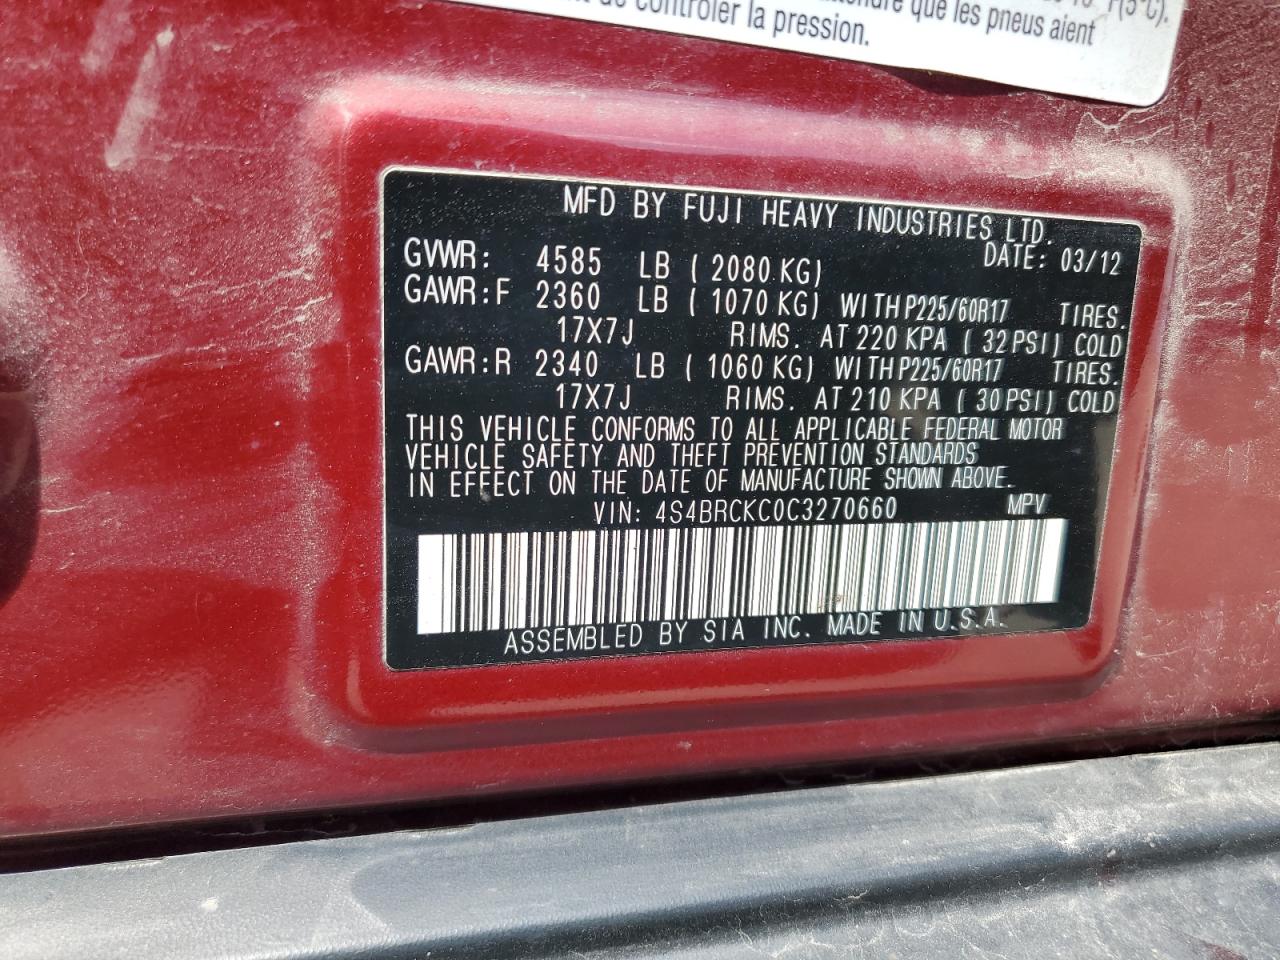 F(5°C).
endre que les pneus aient
de contrôler la pression.
MFD BY FUJI HEAVY INDUSTRIES LTD.
DATE: 03/12
GVWR: 4585 LB ( 2080 KG)
GAWR:F 2360 LB ( 1070 KG) WITH P225/60R17 TIRES.
17X7J RIMS. AT 220 KPA ( 32 PSI) COLD
GAWR:R 2340 LB ( 1060 KG) WITH P225/60R17 TIRES.
17X7J RIMS. AT 210 KPA ( 30 PSI) COLD
THIS VEHICLE CONFORMS TO ALL APPLICABLE FEDERAL MOTOR
VEHICLE SAFETY AND THEFT PREVENTION STANDARDS
IN EFFECT ON THE DATE OF MANUFACTURE SHOWN ABOVE.
VIN: 4S4BRCKC0C3270660 MPV
ASSEMBLED BY SIA INC. MADE IN U.S.A.